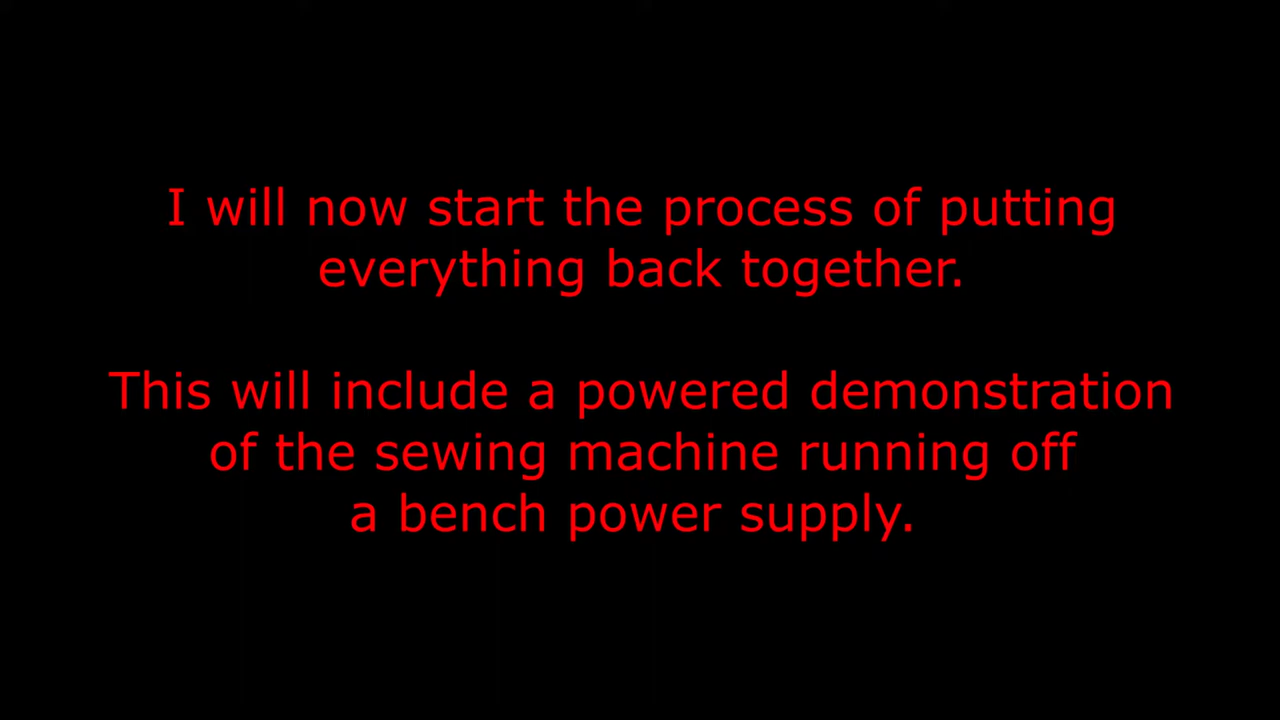 I will now start the process of putting
everything back together.
This will include a powered demonstration
of the sewing machine running off
a bench power supply.